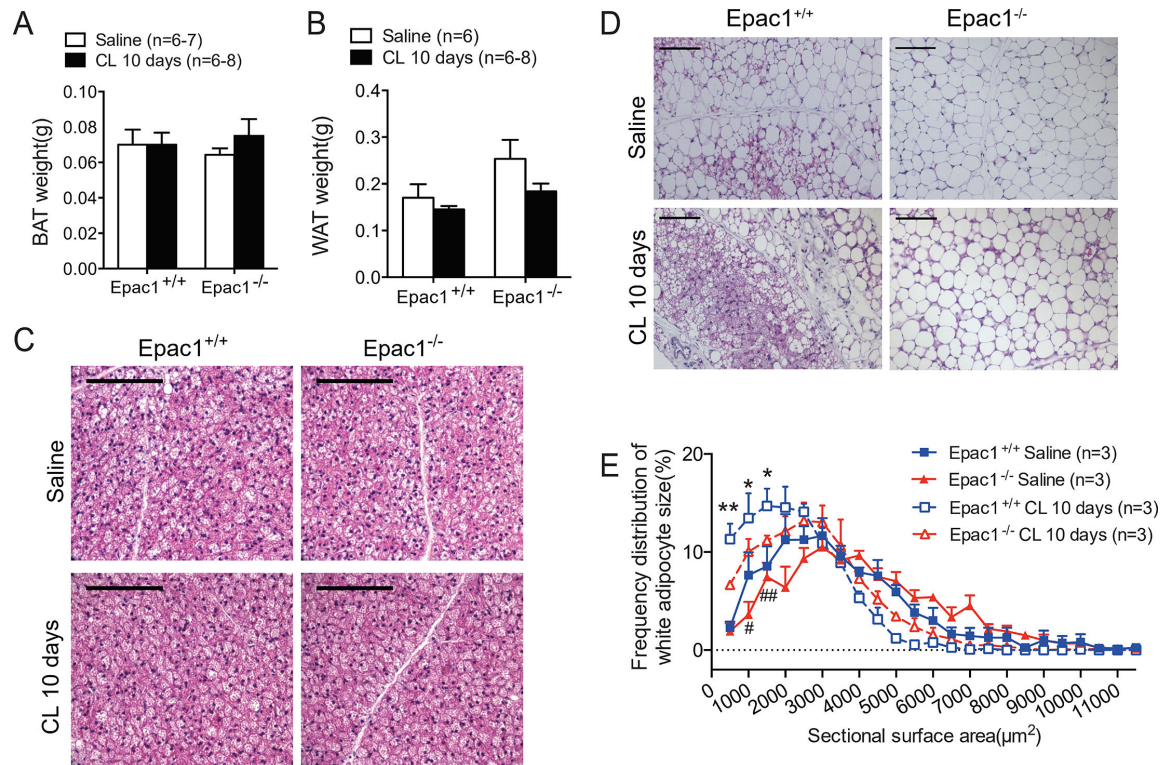 A
Saline (n=6-7)
CL 10 days (n=6-8)
BAT weight(g)
0.10
0.08
0.06
0.04
0.02
0.00
Epac1+/+ Epac1-/-
B
Saline (n=6)
CL 10 days (n=6-8)
WAT weight(g)
0.4
0.3
0.2
0.1
0.0
Epac1+/+ Epac1-/-
C
Epac1+/+ Epac1-/-
Saline
CL 10 days
D
Epac1+/+ Epac1-/-
Saline
CL 10 days
E
Frequency distribution of
white adipocyte size(%)
20
10
0
**
*
*
#
##
Epac1+/+ Saline (n=3)
Epac1-/- Saline (n=3)
Epac1+/+ CL 10 days (n=3)
Epac1-/- CL 10 days (n=3)
0 1000 2000 3000 4000 5000 6000 7000 8000 9000 10000 11000
Sectional surface area(μm2)